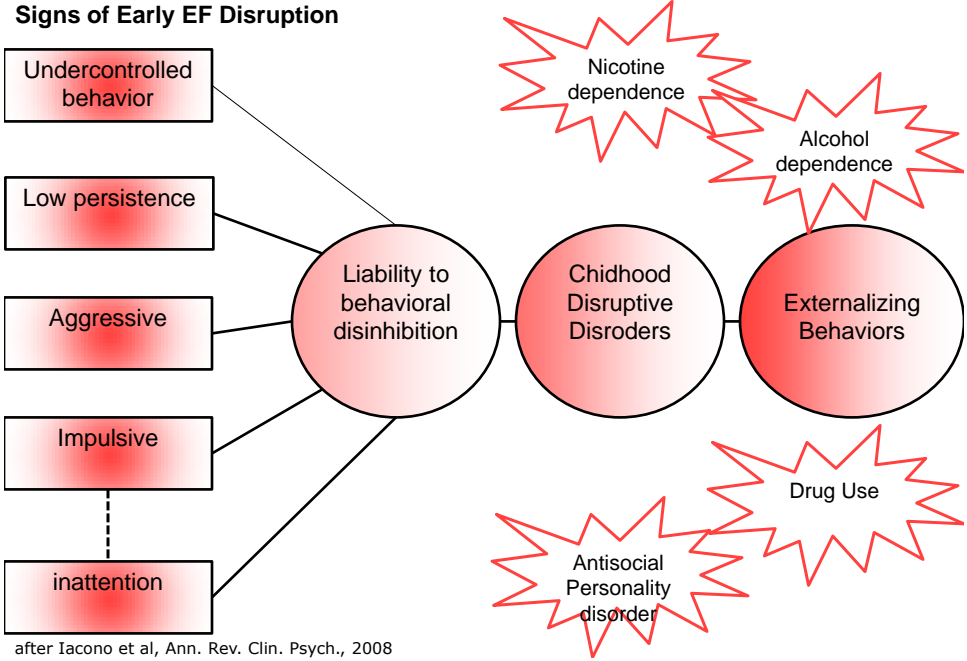 Signs of Early EF Disruption
Undercontrolled
behavior
Low persistence
Aggressive
Impulsive
inattention
Liability to
behavioral
disinhibition
Chidhood
Disruptive
Disroders
Externalizing
Behaviors
Nicotine
dependence
Alcohol
dependence
Drug Use
Antisocial
Personality
disorder
after Iacono et al, Ann. Rev. Clin. Psych., 2008